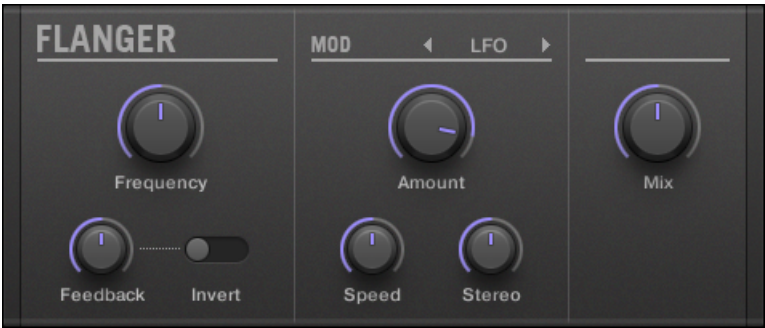 FLANGER
MOD LFO
Frequency
Amount
Mix
Feedback
Invert
Speed
Stereo